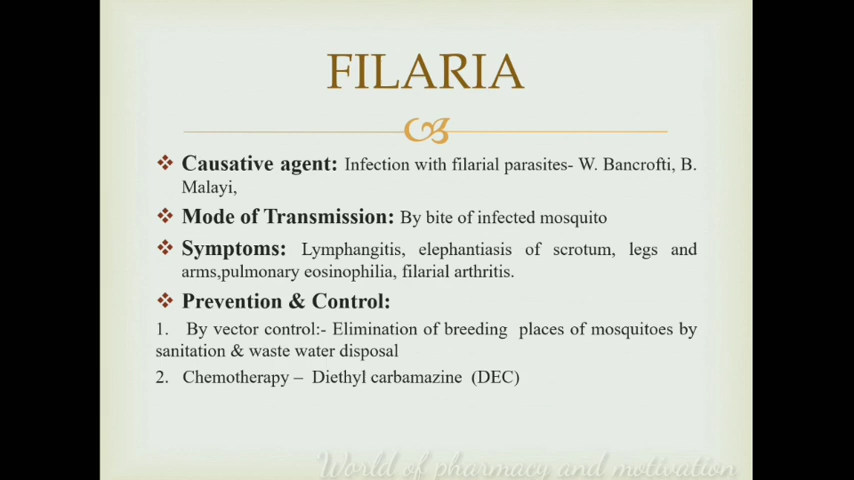 FILARIA
Causative agent: Infection with filarial parasites- W. Bancrofti, B.
Malayi,
Mode of Transmission: By bite of infected mosquito
Symptoms: Lymphangitis, elephantiasis of scrotum, legs and
arms,pulmonary eosinophilia, filarial arthritis.
Prevention & Control:
1. By vector control:- Elimination of breeding places of mosquitoes by
sanitation & waste water disposal
2. Chemotherapy – Diethyl carbamazine (DEC)
World of pharmacy and motivation